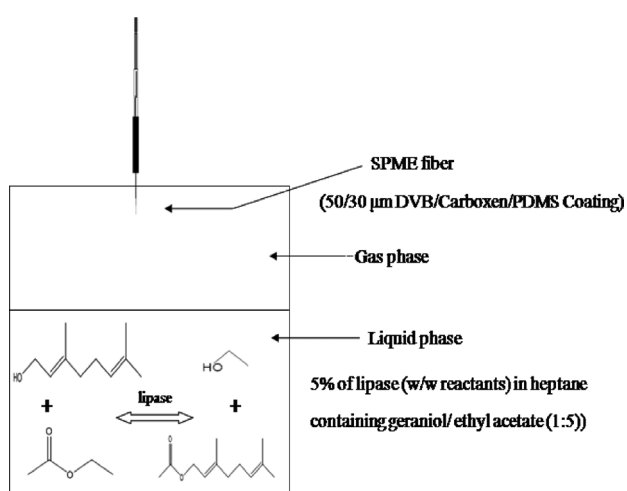 SPME fiber
(50/30 µm DVB/Carboxen/PDMS Coating)
Gas phase
Liquid phase
HO
HO
5% of lipase (w/w reactants) in heptane
lipase
+
+
containing geraniol/ ethyl acetate (1:5))
O
O
O
O